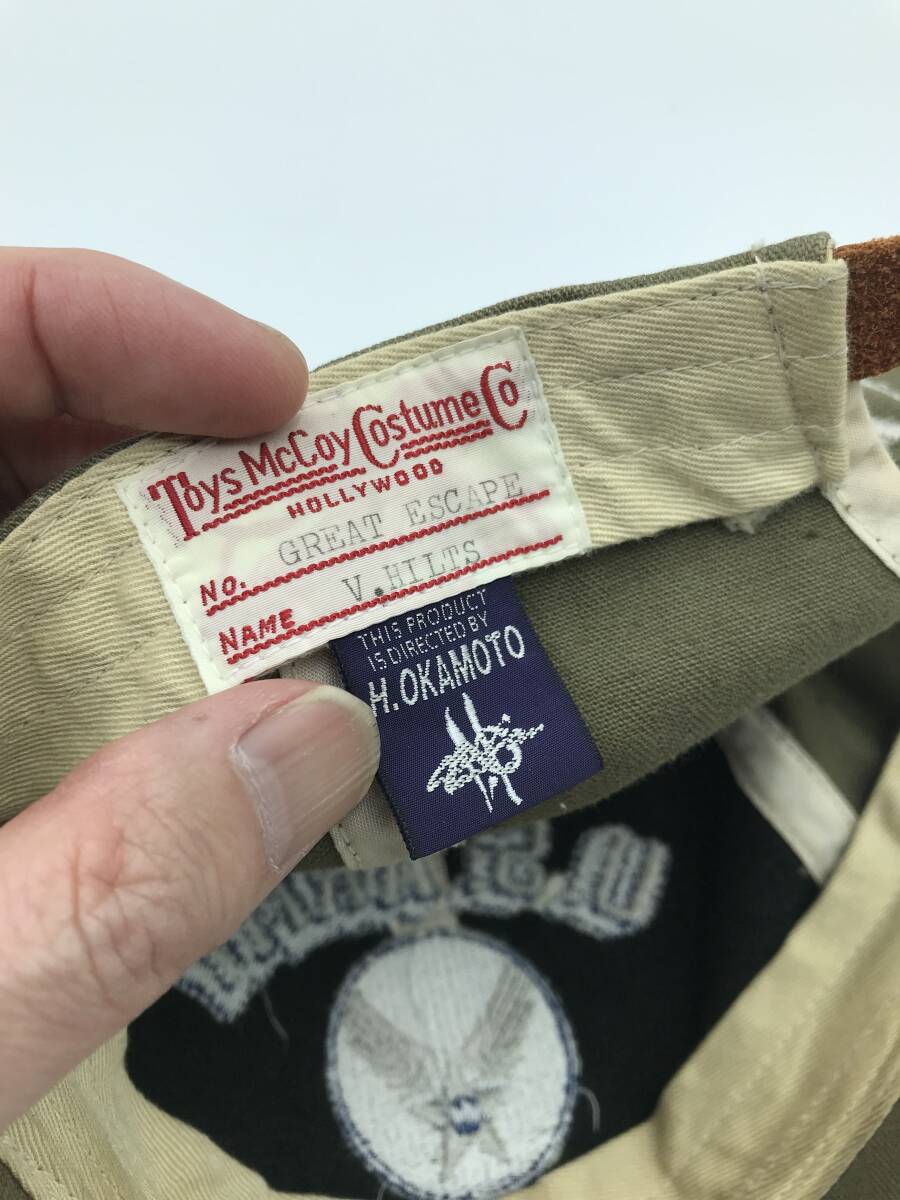 Toys McCoy Costume Co
HOLLYWOOD
NO. GREAT ESCAPE
NAME V.HILTS
THIS PRODUCT
IS DIRECTED BY
H.OKAMOTO